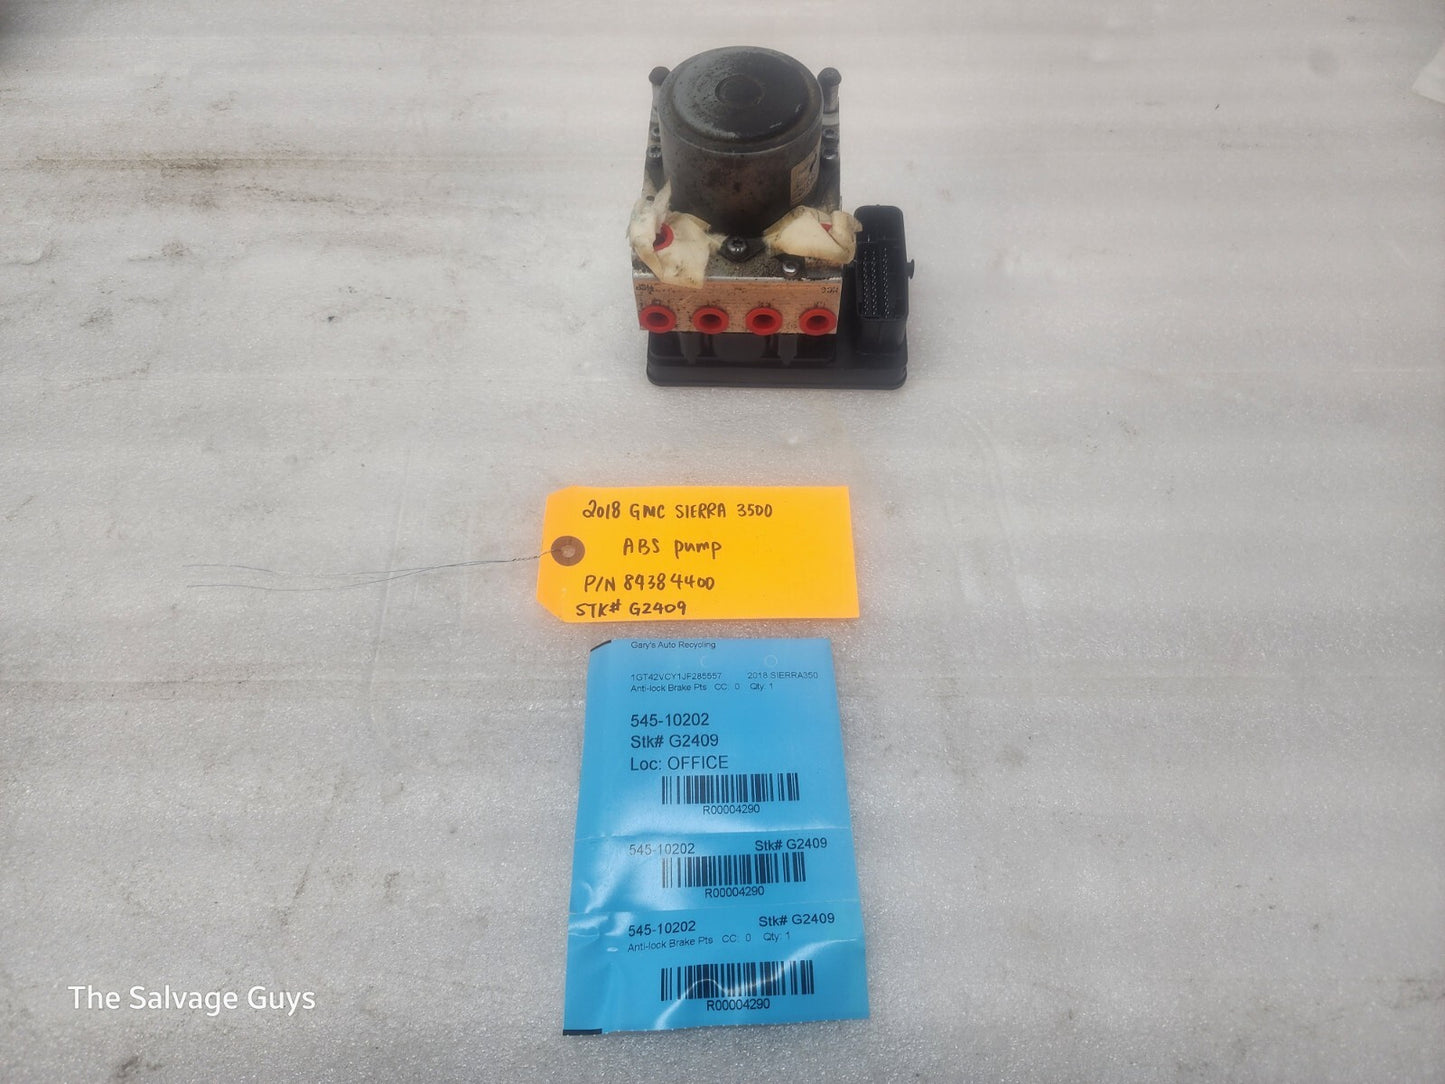 MCC
2018 GMC SIERRA 3500
ABS pump
P/N 84384400
STK# G2409
Gary's Auto Recycling
1GT42VCY1JF285557 2018 SIERRA350
Anti-lock Brake Pts CC: 0 Qty: 1
545-10202
Stk# G2409
Loc: OFFICE
R00004290
545-10202 Stk# G2409
R00004290
545-10202 Stk# G2409
Anti-lock Brake Pts CC: 0 Qty: 1
R00004290
The Salvage Guys